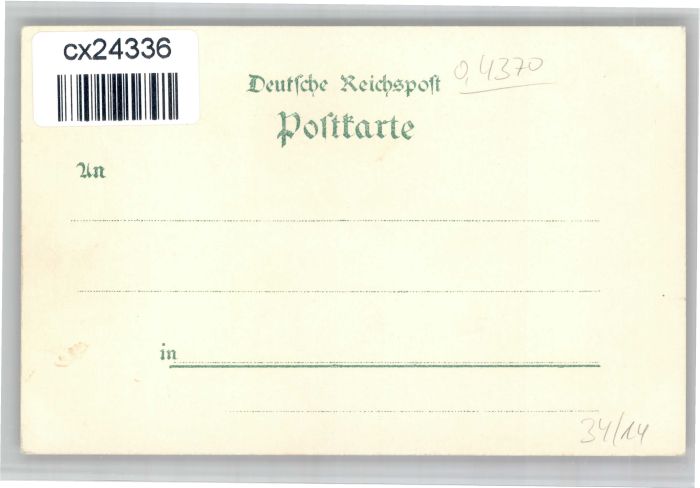 cx24336
Deutſche Reichspoſt
0,4370
Poſtkarte
An
in
34/14